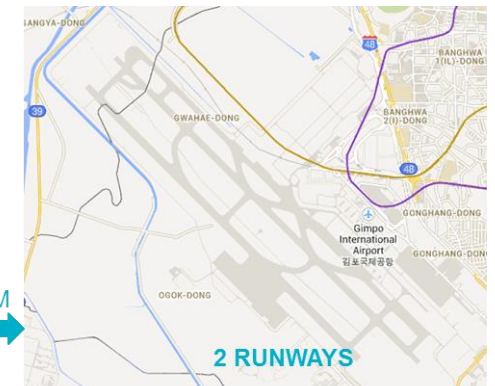 ANGYA-DONG
48
BANGHWA
1(IL)-DONG
39
GWAHAE-DONG
BANGHWA
2(I)-DONG
48
GONGHANG-DONG
Gimpo
International
Airport
김포국제공항
GONGHANG-DONG
OGOK-DONG
M
2 RUNWAYS